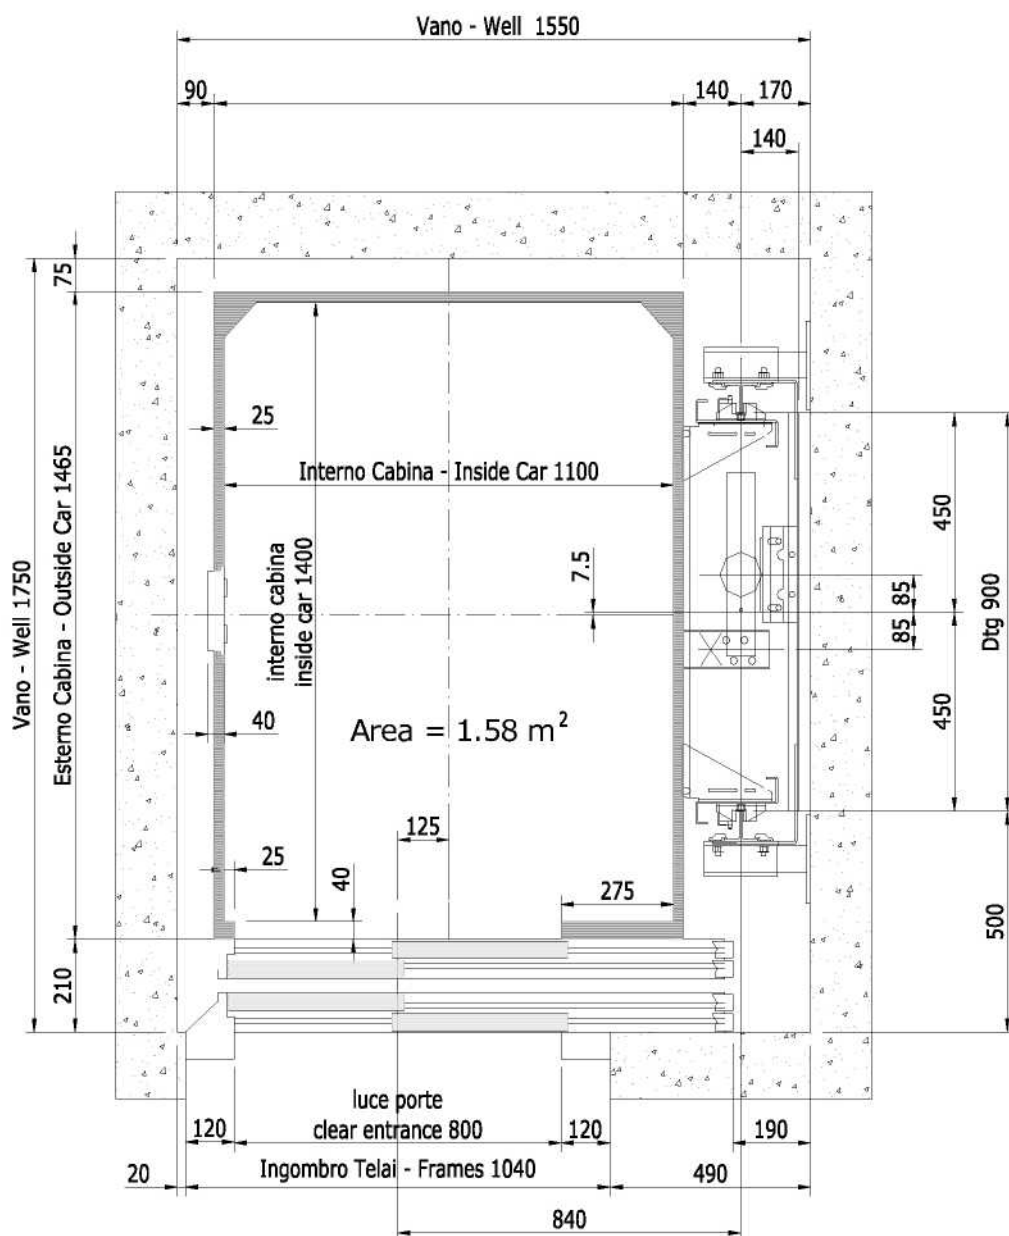 Vano - Well 1550
90
140
170
140
75
Vano - Well 1750
Esterno Cabina - Outside Car 1465
25
Interno Cabina - Inside Car 1100
interno cabina
inside car 1400
7.5
450
85
85
Dtg 900
450
40
Area = 1.58 m²
125
25
40
275
500
210
luce porte
clear entrance 800
120
120
190
20
Ingombro Telai - Frames 1040
490
840